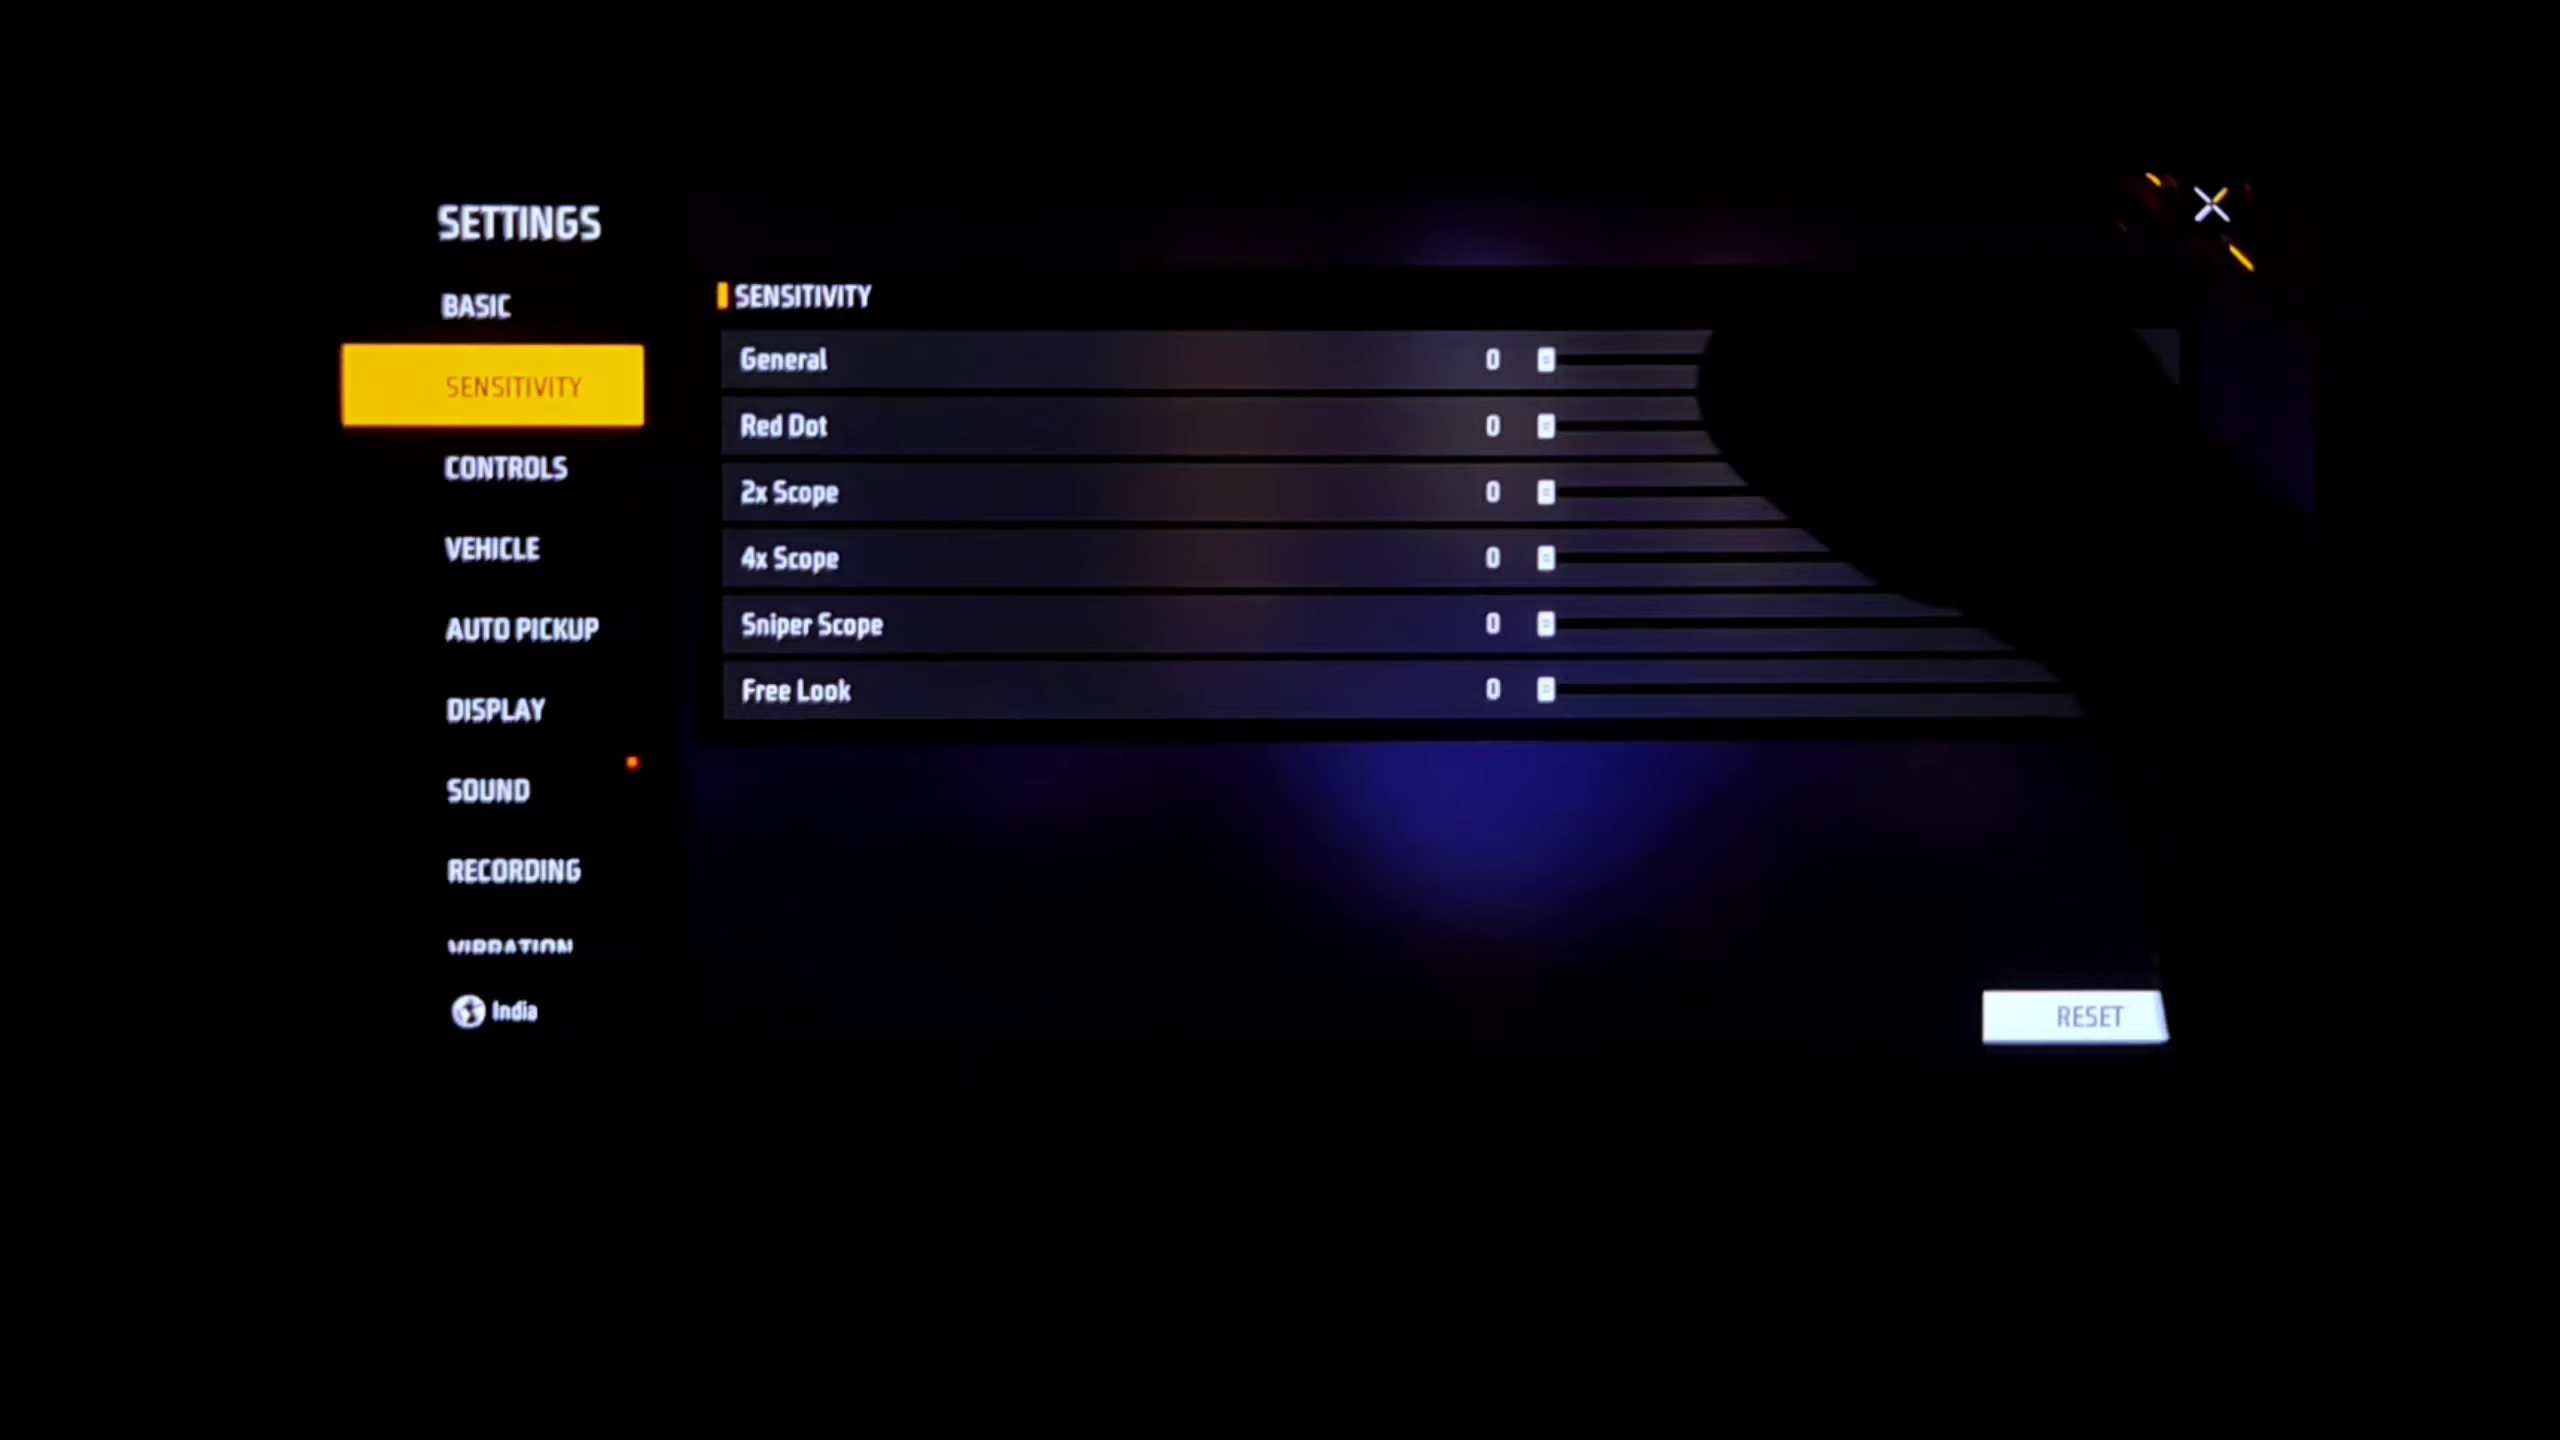 SETTINGS
BASIC
SENSITIVITY
CONTROLS
VEHICLE
AUTO PICKUP
DISPLAY
SOUND
RECORDING
VIBRATION
India
SENSITIVITY
General 0
Red Dot 0
2x Scope 0
4x Scope 0
Sniper Scope 0
Free Look 0
RESET